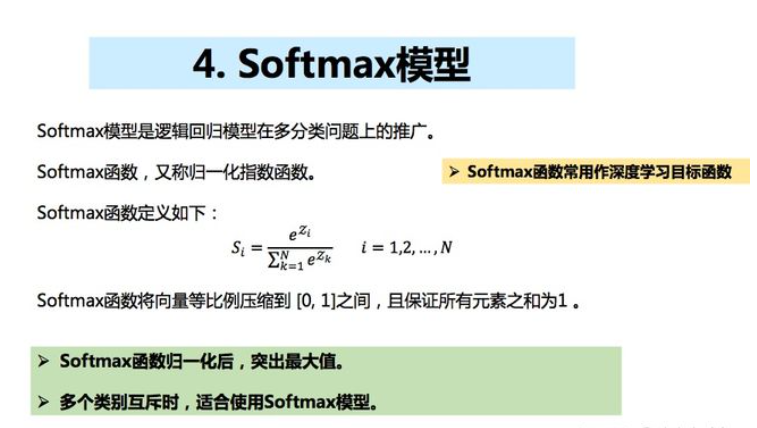 4. Softmax模型
Softmax模型是逻辑回归模型在多分类问题上的推广。
Softmax函数，又称归一化指数函数。
➢ Softmax函数常用作深度学习目标函数
Softmax函数定义如下：
S_i = e^{z_i} / ∑_{k=1}^{N} e^{z_k}    i = 1,2, …, N
Softmax函数将向量等比例压缩到 [0, 1]之间，且保证所有元素之和为1 。
➢ Softmax函数归一化后，突出最大值。
➢ 多个类别互斥时，适合使用Softmax模型。